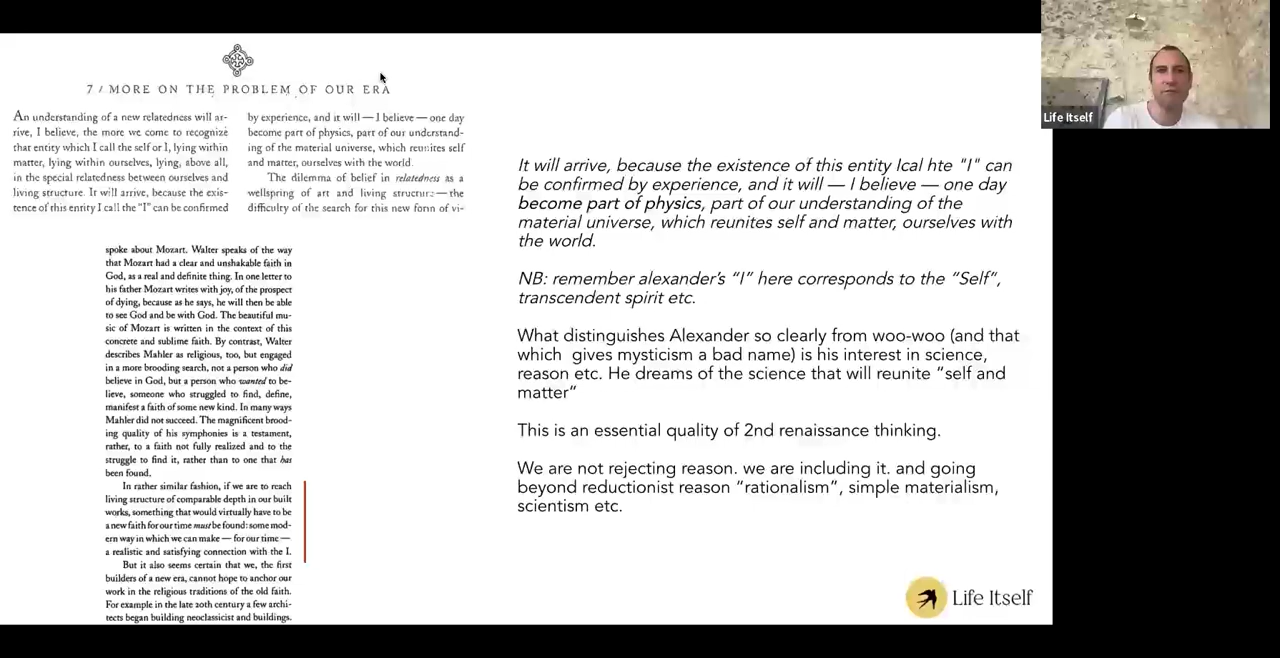 7 / MORE ON THE PROBLEM OF OUR ERA
An understanding of a new relatedness will ar-
rive, I believe, the more we come to recognize
that entity which I call the self or I, lying within
matter, lying within ourselves, lying, above all,
in the special relatedness between ourselves and
living structure. It will arrive, because the exis-
tence of this entity I call the "I" can be confirmed
by experience, and it will — I believe — one day
become part of physics, part of our understand-
ing of the material universe, which reunites self
and matter, ourselves with the world.
The dilemma of belief in relatedness as a
wellspring of art and living structure — the
difficulty of the search for this new form of vi-
spoke about Mozart. Walter speaks of the way
that Mozart had a clear and unshakable faith in
God, as a real and definite thing. In one letter to
his father Mozart writes with joy, of the prospect
of dying, because as he says, he will then be able
to see God and be with God. The beautiful mu-
sic of Mozart is written in the context of this
concrete and sublime faith. By contrast, Walter
describes Mahler as religious, too, but engaged
in a more brooding search, not a person who did
believe in God, but a person who wanted to be-
lieve, someone who struggled to find, define,
manifest a faith of some new kind. In many ways
Mahler did not succeed. The magnificent brood-
ing quality of his symphonies is a testament,
rather, to a faith not fully realized and to the
struggle to find it, rather than to one that has
been found.
In rather similar fashion, if we are to reach
living structure of comparable depth in our built
works, something that would virtually have to be
a new faith for our time must be found: some mod-
ern way in which we can make — for our time —
a realistic and satisfying connection with the I.
But it also seems certain that we, the first
builders of a new era, cannot hope to anchor our
work in the religious traditions of the old faith.
For example in the late 20th century a few archi-
tects began building neoclassicist and buildings.
It will arrive, because the existence of this entity Ical hte "I" can
be confirmed by experience, and it will — I believe — one day
become part of physics, part of our understanding of the
material universe, which reunites self and matter, ourselves with
the world.
NB: remember alexander's "I" here corresponds to the "Self",
transcendent spirit etc.
What distinguishes Alexander so clearly from woo-woo (and that
which gives mysticism a bad name) is his interest in science,
reason etc. He dreams of the science that will reunite "self and
matter"
This is an essential quality of 2nd renaissance thinking.
We are not rejecting reason. we are including it. and going
beyond reductionist reason "rationalism", simple materialism,
scientism etc.
Life Itself
Life Itself